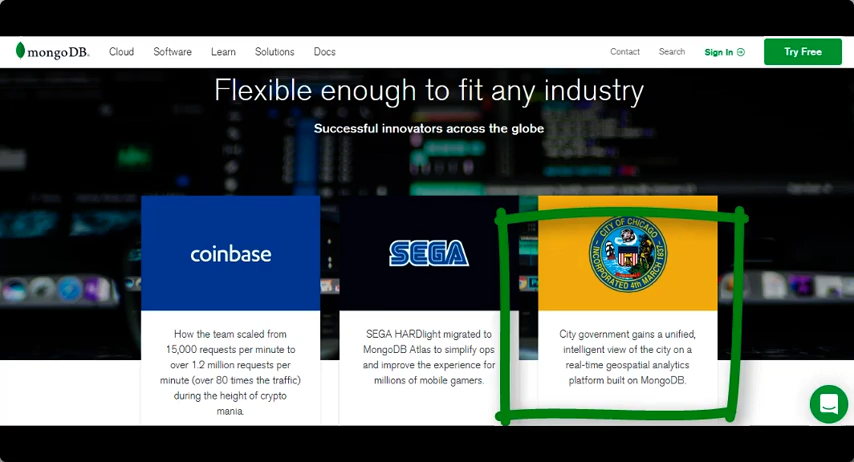 mongoDB.
Cloud
Software
Learn
Solutions
Docs
Contact
Search
Sign In
Try Free
Flexible enough to fit any industry
Successful innovators across the globe
coinbase
How the team scaled from
15,000 requests per minute to
over 1.2 million requests per
minute (over 80 times the traffic)
during the height of crypto
mania.
SEGA
SEGA HARDlight migrated to
MongoDB Atlas to simplify ops
and improve the experience for
millions of mobile gamers.
CITY OF CHICAGO
INCORPORATED 4th MARCH 1837
City government gains a unified,
intelligent view of the city on a
real-time geospatial analytics
platform built on MongoDB.